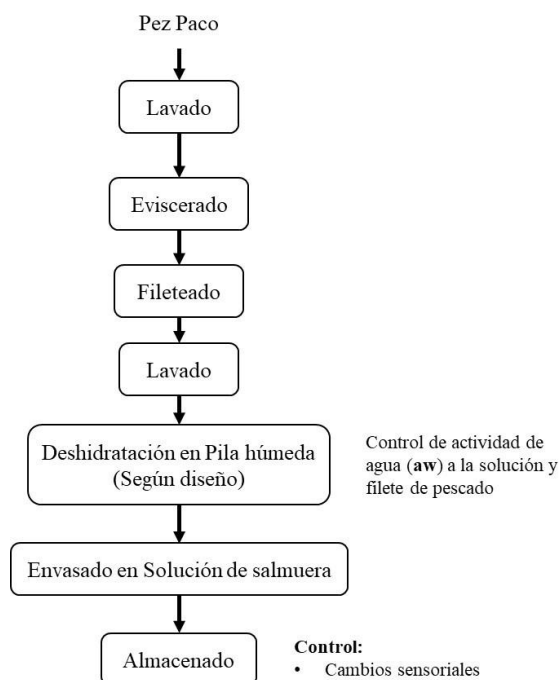 Pez Paco
Lavado
Eviscerado
Fileteado
Lavado
Deshidratación en Pila húmeda
(Según diseño)
Control de actividad de
agua (aw) a la solución y
filete de pescado
Envasado en Solución de salmuera
Almacenado
Control:
• Cambios sensoriales